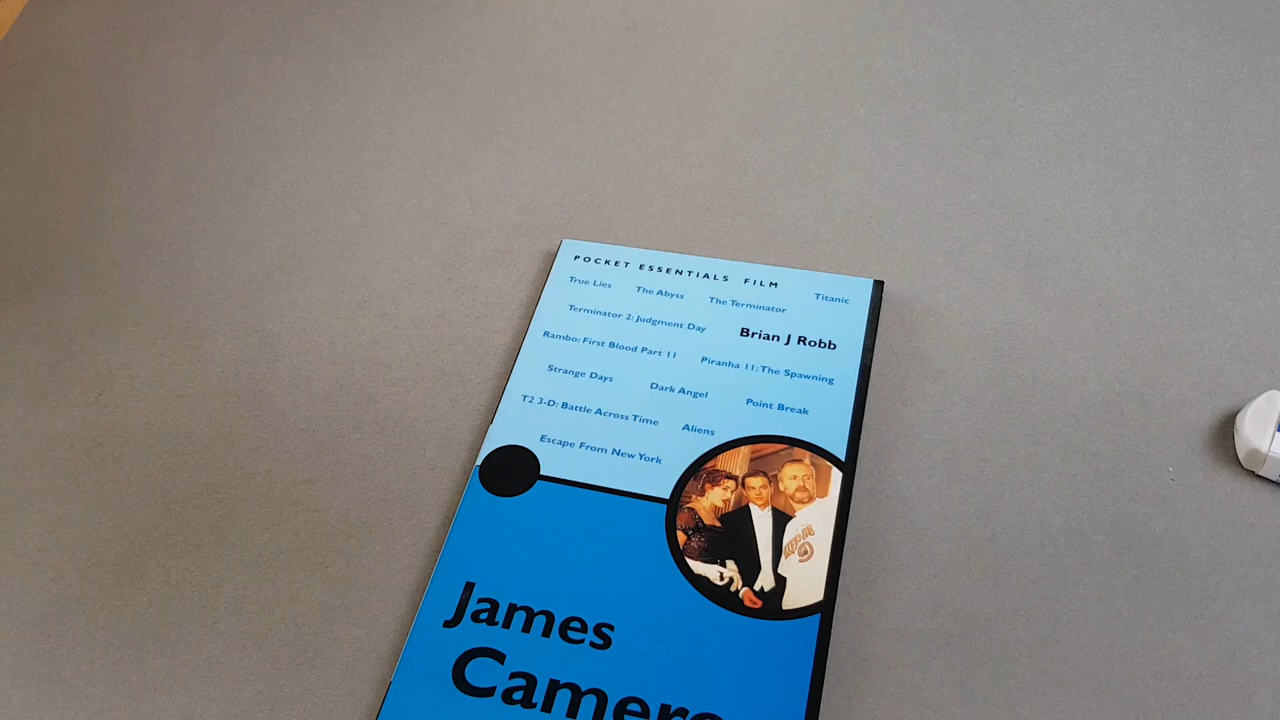 POCKET ESSENTIALS FILM
True Lies The Abyss The Terminator Titanic
Terminator 2: Judgment Day Brian J Robb
Rambo: First Blood Part 11 Piranha 11: The Spawning
Strange Days Dark Angel Point Break
T2 3-D: Battle Across Time Aliens
Escape From New York
James